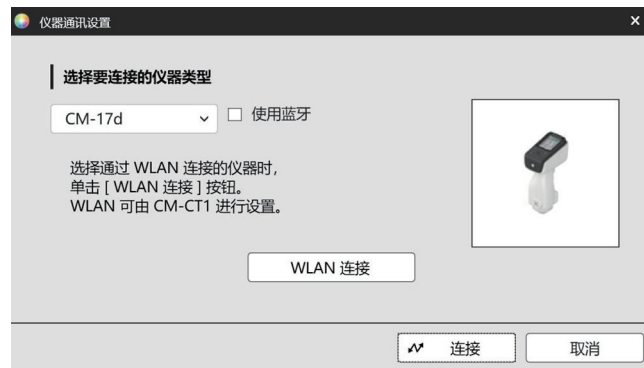 仪器通讯设置
选择要连接的仪器类型
CM-17d
使用蓝牙
选择通过 WLAN 连接的仪器时，
单击 [ WLAN 连接 ] 按钮。
WLAN 可由 CM-CT1 进行设置。
WLAN 连接
连接
取消